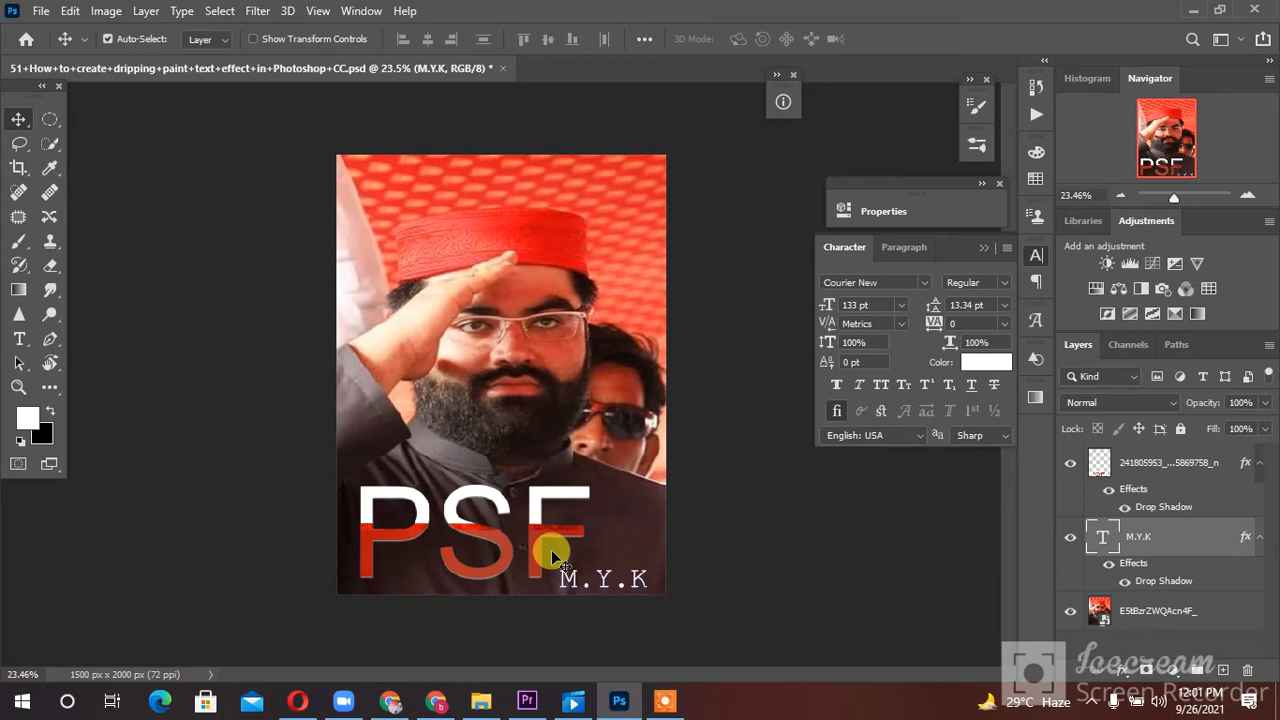 Ps File Edit Image Layer Type Select Filter 3D View Window Help
Auto-Select: Layer Show Transform Controls 3D Mode:
51+How+to+create+dripping+paint+text+effect+in+Photoshop+CC.psd @ 23.5% (M.Y.K, RGB/8) *
Histogram Navigator
23.46%
Properties
Libraries Adjustments
Add an adjustment
Character Paragraph
Courier New Regular
133 pt 13.34 pt
Metrics 0
100% 100%
0 pt Color:
English: USA Sharp
Layers Channels Paths
Kind
Normal Opacity: 100%
Lock: Fill: 100%
241805953_...5869758_n fx
Effects
Drop Shadow
M.Y.K fx
Effects
Drop Shadow
E5tBzrZWQAcn4F_
PSF
M.Y.K
23.46% 1500 px x 2000 px (72 ppi)
Icecream
Screen Recorder
29°C Haze
12:01 PM
9/26/2021